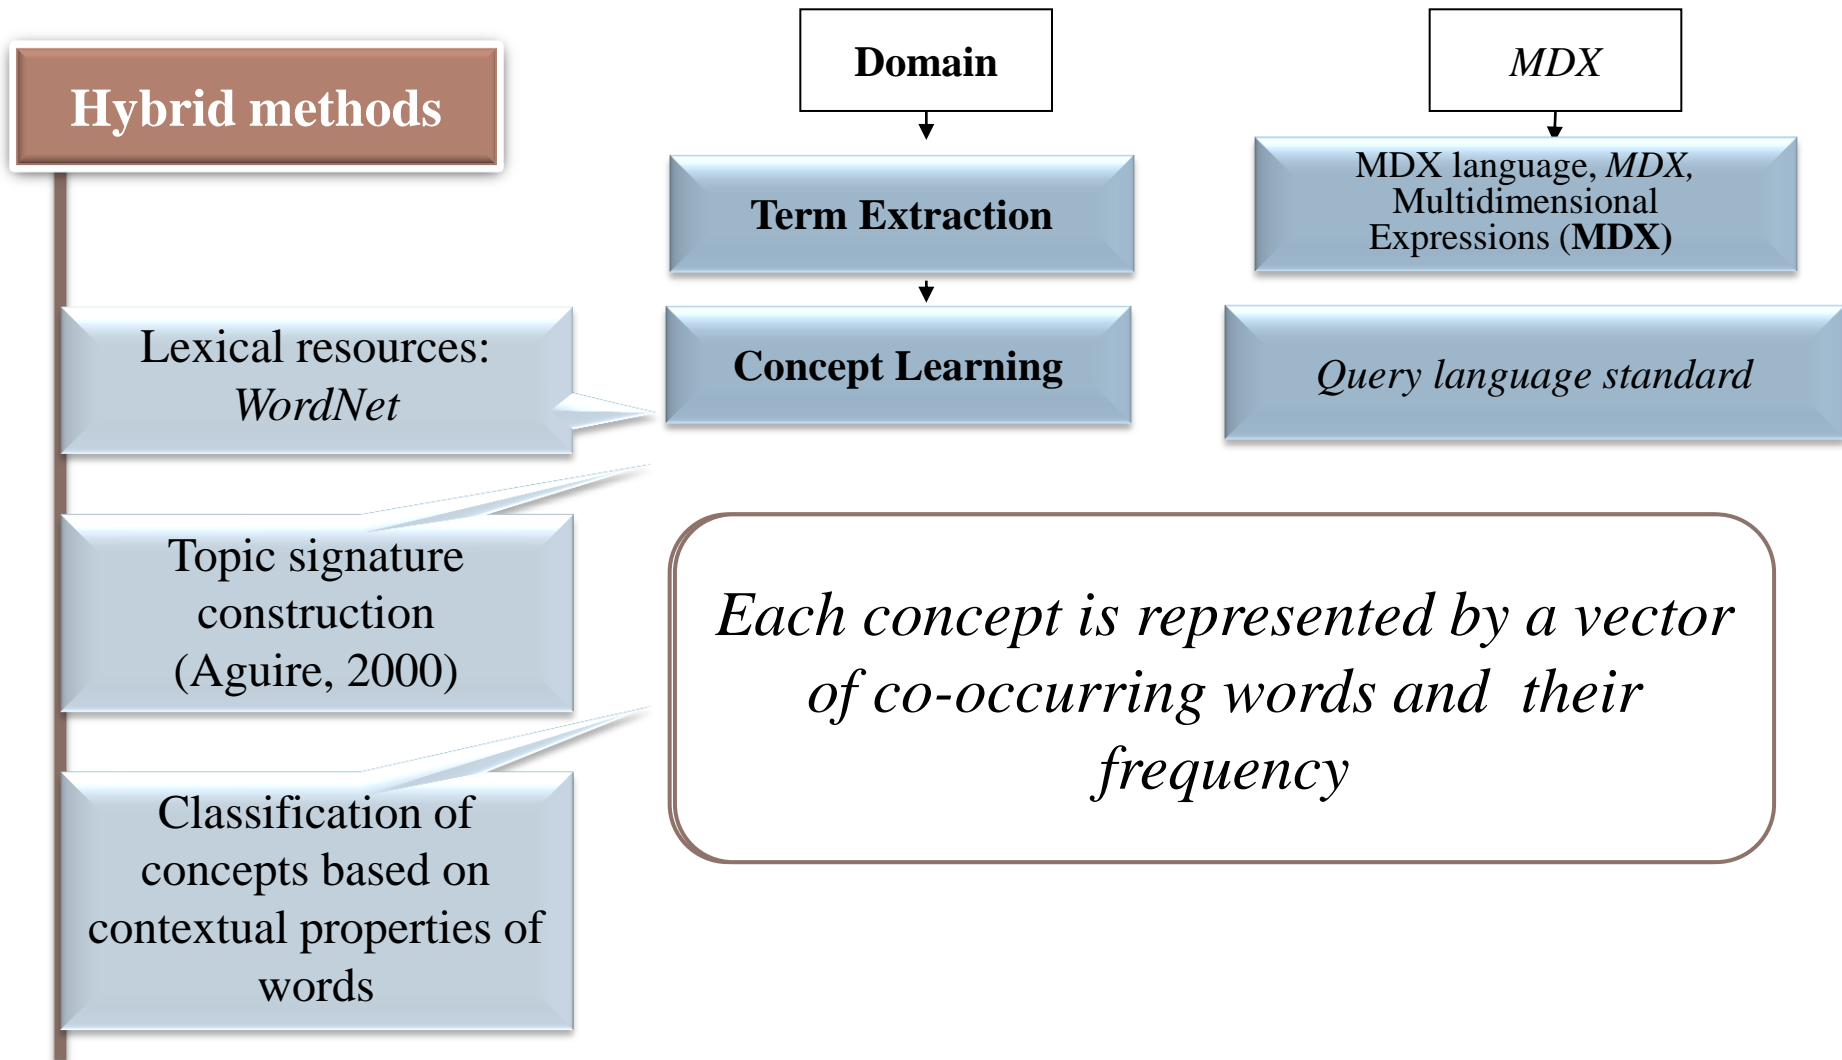 Hybrid methods
Lexical resources:
WordNet
Topic signature
construction
(Aguire, 2000)
Classification of
concepts based on
contextual properties of
words
Domain
Term Extraction
Concept Learning
MDX
MDX language, MDX,
Multidimensional
Expressions (MDX)
Query language standard
Each concept is represented by a vector
of co-occurring words and their
frequency